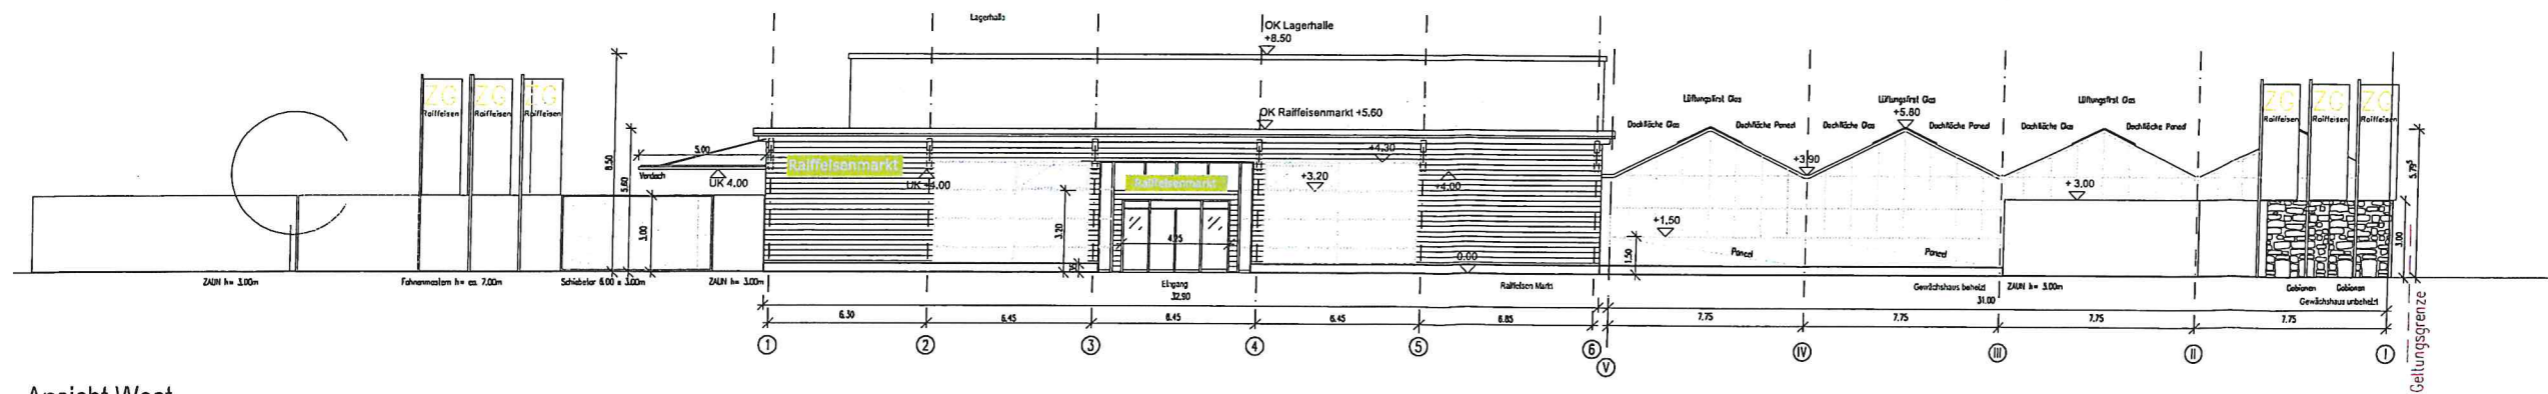 Lagerhalle
OK Lagerhalle
+8.50
OK Raiffeisenmarkt +5.60
ZG
Raiffeisen
ZG
Raiffeisen
ZG
Raiffeisen
8.50
5.60
5.00
Vordach
UK 4.00
3.00
Raiffeisenmarkt
UK +4.00
3.20
Raiffeisenmarkt
4.25
+4.30
+3.20
+4.00
0.00
Lüftungsfirst Glas
Lüftungsfirst Glas
Lüftungsfirst Glas
+5.60
Dachfläche Glas
Dachfläche Paneel
Dachfläche Glas
Dachfläche Paneel
Dachfläche Glas
Dachfläche Paneel
+3.90
+ 3.00
+1,50
1.50
Paneel
Paneel
ZG
Raiffeisen
ZG
Raiffeisen
ZG
Raiffeisen
5.79⁵
3.00
ZAUN h= 3.00m
Fahnenmasten h= ca. 7.00m
Schiebetor 6.00 x 3.00m
ZAUN h= 3.00m
Eingang
Raiffeisen Markt
Gewächshaus beheizt
ZAUN h= 3.00m
Gabionen
Gabionen
Gewächshaus unbeheizt
32.90
31.00
6.30
6.45
6.45
6.45
6.85
7.75
7.75
7.75
7.75
1
2
3
4
5
6
V
IV
III
II
I
Geltungsgrenze
Ansicht West